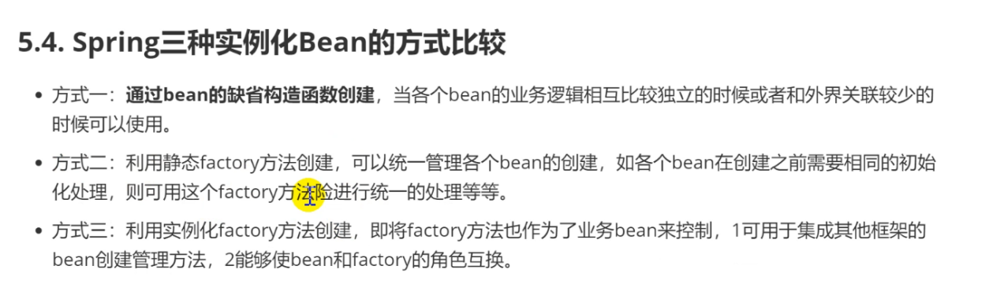 5.4. Spring三种实例化Bean的方式比较
• 方式一：通过bean的缺省构造函数创建，当各个bean的业务逻辑相互比较独立的时候或者和外界关联较少的
时候可以使用。
• 方式二：利用静态factory方法创建，可以统一管理各个bean的创建，如各个bean在创建之前需要相同的初始
化处理，则可用这个factory方法险进行统一的处理等等。
• 方式三：利用实例化factory方法创建，即将factory方法也作为了业务bean来控制，1可用于集成其他框架的
bean创建管理方法，2能够使bean和factory的角色互换。